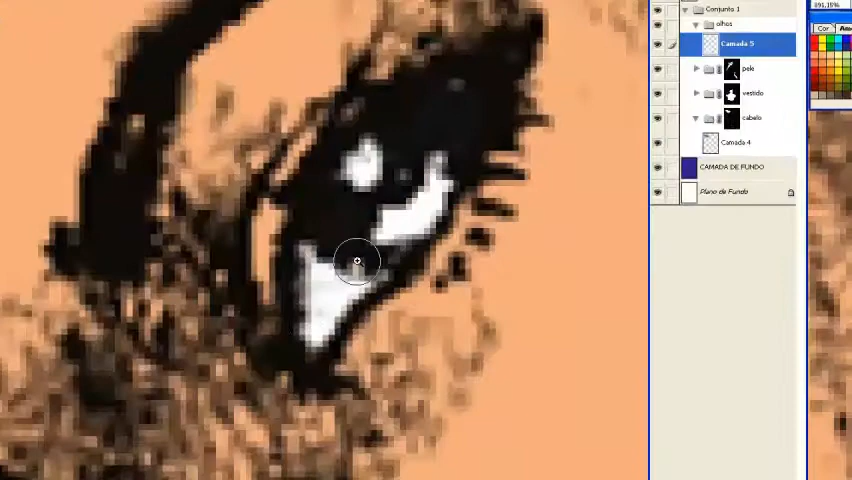 Conjunto 1
olhos
Camada 5
pele
vestido
cabelo
Camada 4
CAMADA DE FUNDO
Plano de Fundo
Cor